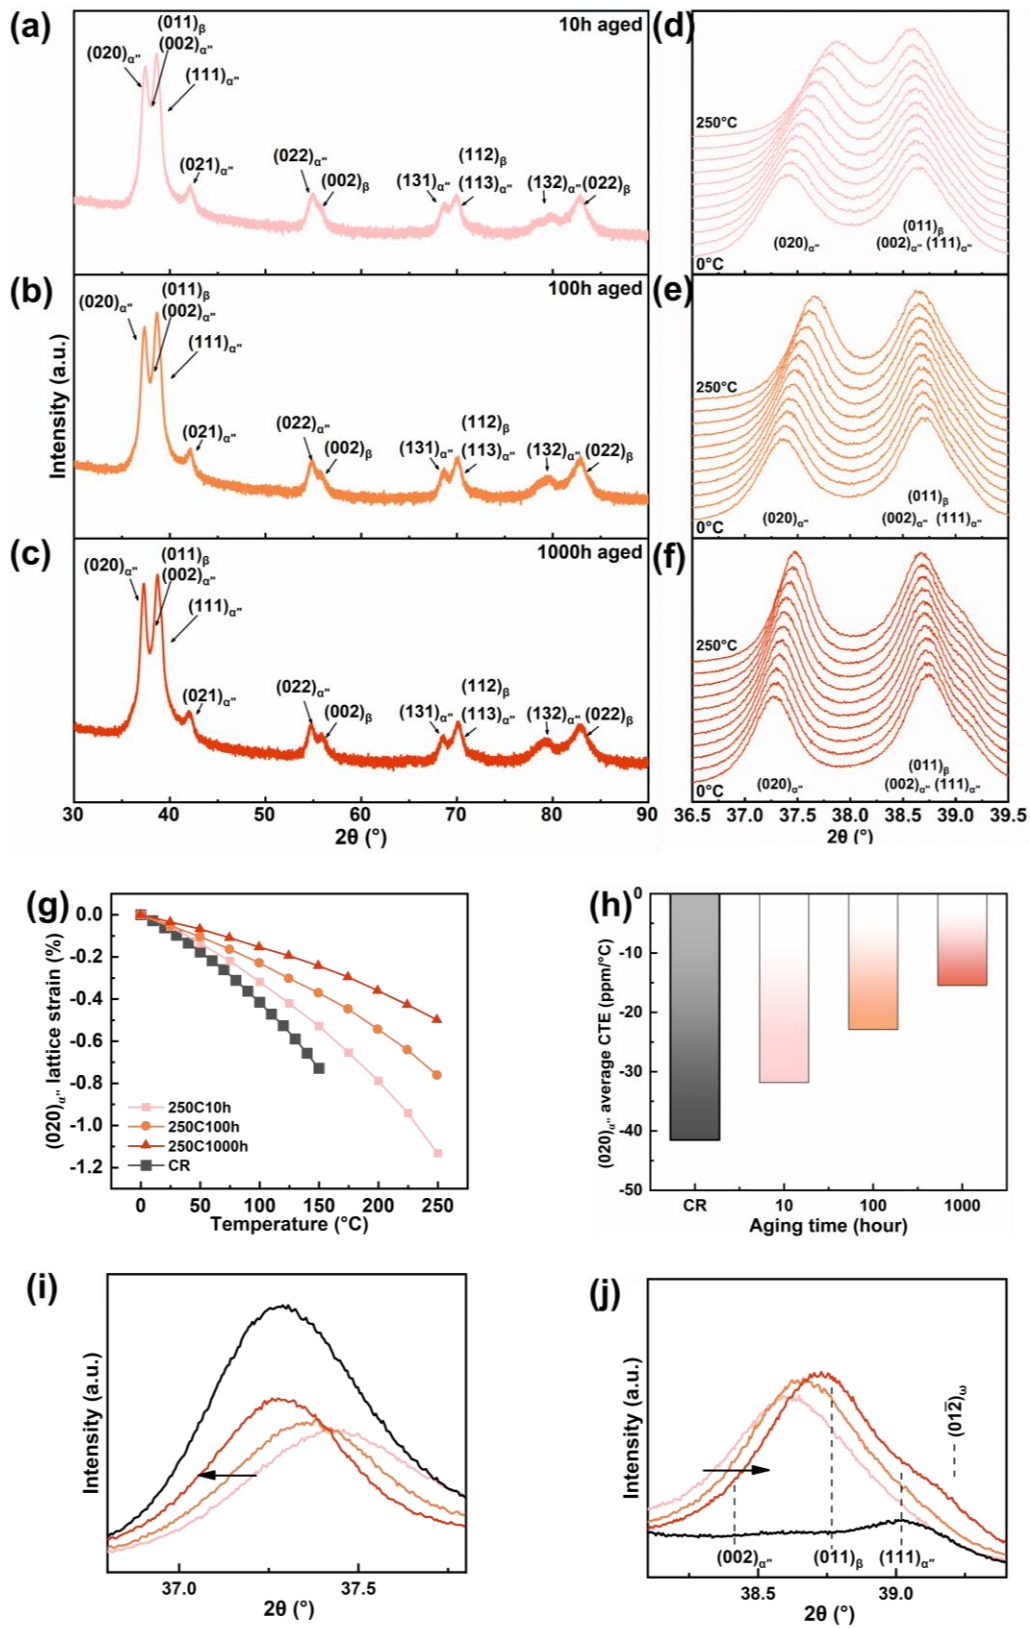 (a)
10h aged
(020)α"
(011)β
(002)α"
(111)α"
(021)α"
(022)α"
(002)β
(131)α"
(112)β
(113)α"
(132)α"
(022)β
(b)
100h aged
(020)α"
(011)β
(002)α"
(111)α"
(021)α"
(022)α"
(002)β
(131)α"
(112)β
(113)α"
(132)α"
(022)β
(c)
1000h aged
(020)α"
(011)β
(002)α"
(111)α"
(021)α"
(022)α"
(002)β
(131)α"
(112)β
(113)α"
(132)α"
(022)β
Intensity (a.u.)
30 40 50 60 70 80 90
2θ (°)
(d)
250°C
0°C
(020)α"
(011)β
(002)α" (111)α"
(e)
250°C
0°C
(020)α"
(011)β
(002)α" (111)α"
(f)
250°C
0°C
(020)α"
(011)β
(002)α" (111)α"
36.5 37.0 37.5 38.0 38.5 39.0 39.5
2θ (°)
(g)
(020)α" lattice strain (%)
0.0
-0.2
-0.4
-0.6
-0.8
-1.0
-1.2
250C10h
250C100h
250C1000h
CR
0 50 100 150 200 250
Temperature (°C)
(h)
(020)α" average CTE (ppm/°C)
0
-10
-20
-30
-40
-50
CR 10 100 1000
Aging time (hour)
(i)
Intensity (a.u.)
37.0 37.5
2θ (°)
(j)
Intensity (a.u.)
(002)α"
(011)β
(111)α"
(012̄)ω
38.5 39.0
2θ (°)